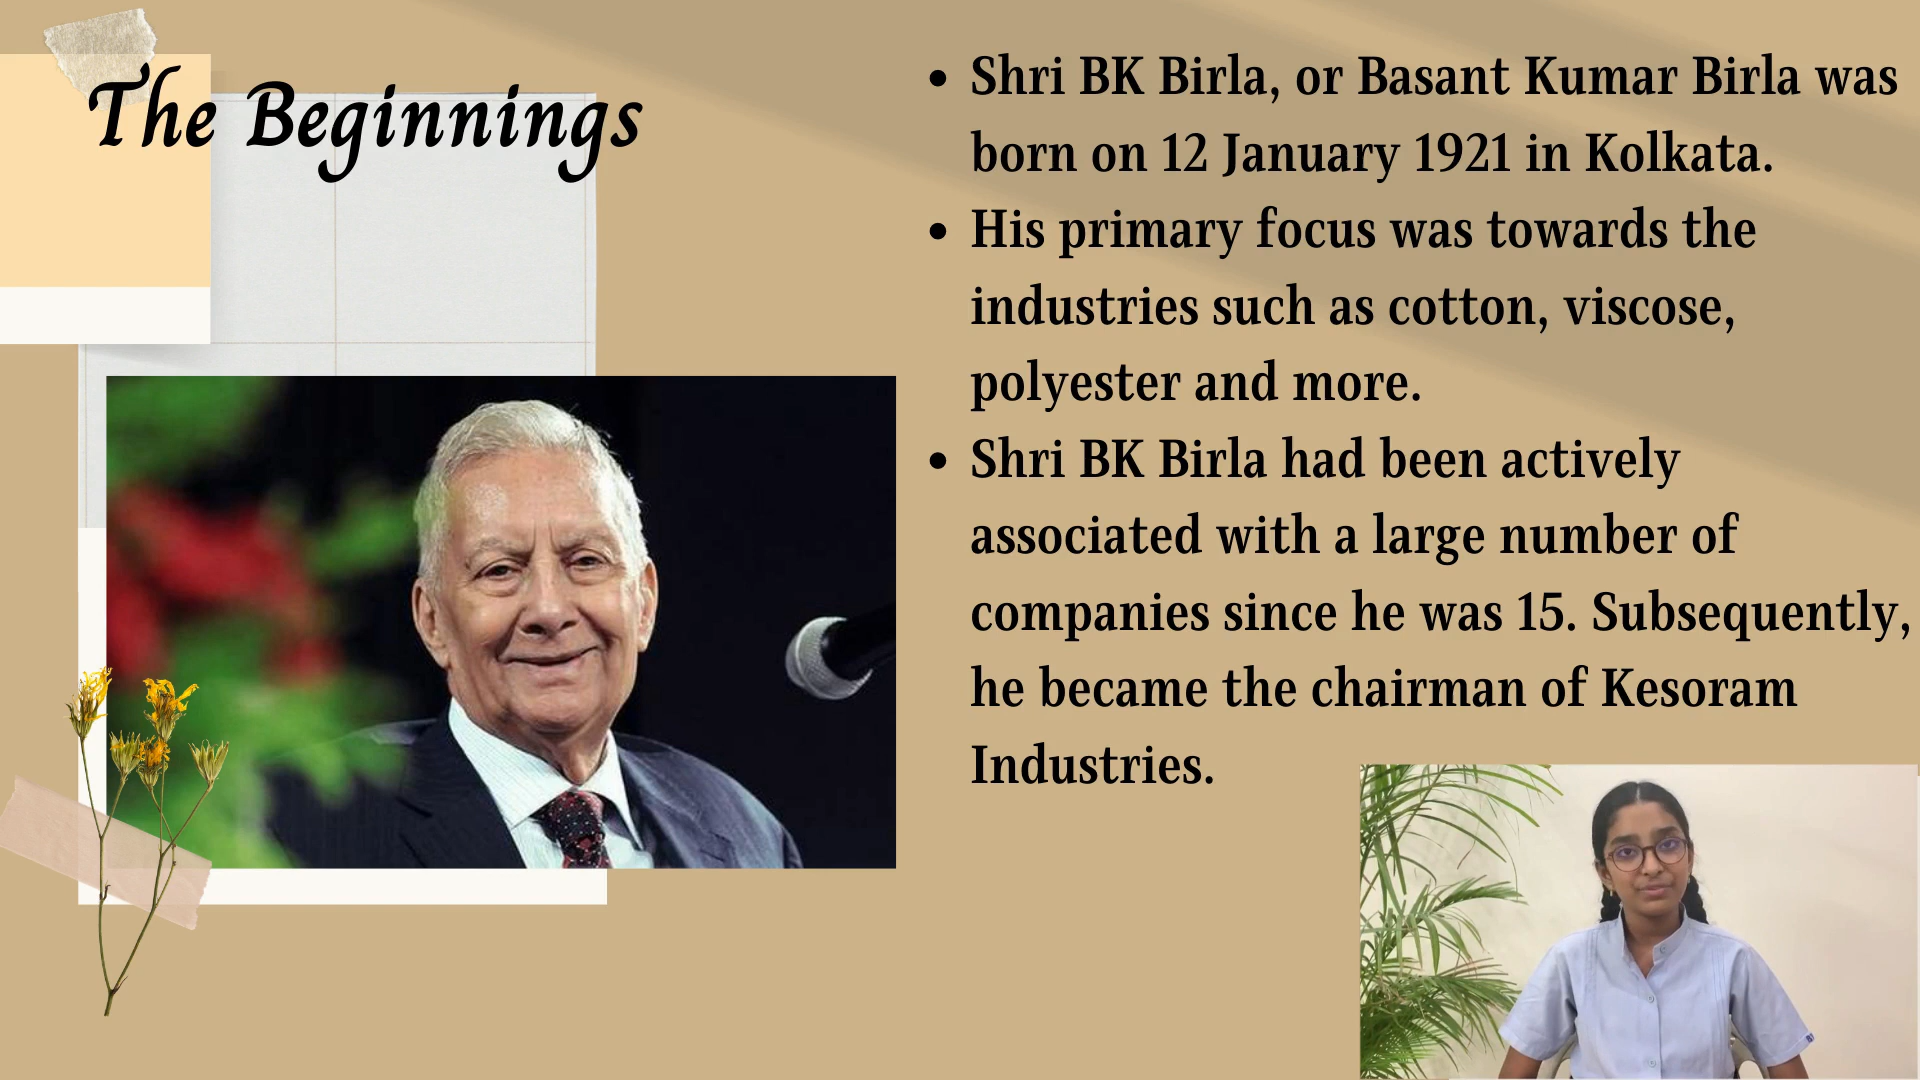 The Beginnings
• Shri BK Birla, or Basant Kumar Birla was
born on 12 January 1921 in Kolkata.
• His primary focus was towards the
industries such as cotton, viscose,
polyester and more.
• Shri BK Birla had been actively
associated with a large number of
companies since he was 15. Subsequently,
he became the chairman of Kesoram
Industries.